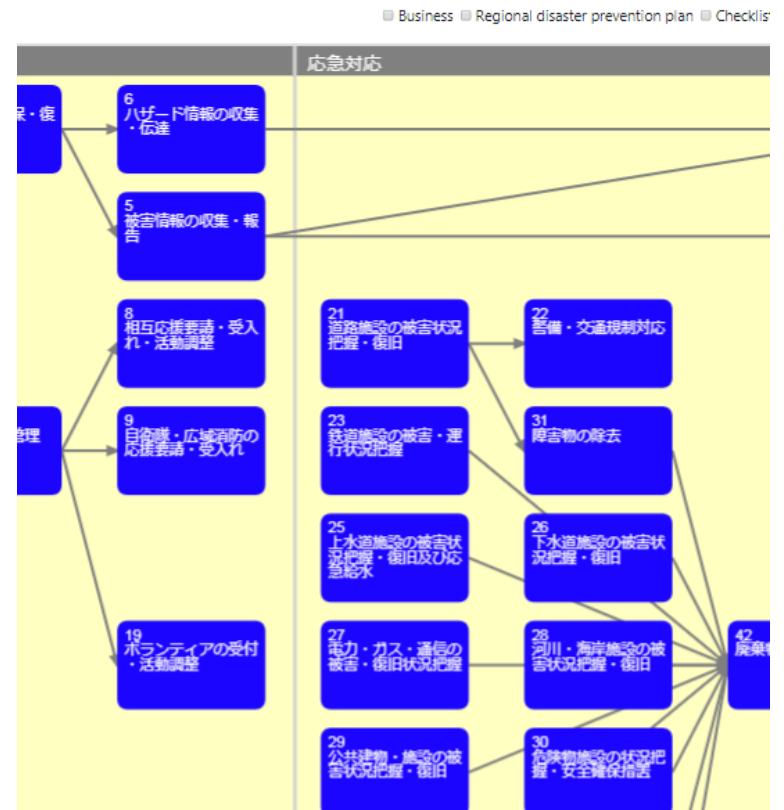 Business Regional disaster prevention plan Checklis
応急対応
・復
6
ハザード情報の収集
・伝達
5
被害情報の収集・報
告
8
相互応援要請・受入
れ・活動調整
21
道路施設の被害状況
把握・復旧
22
警備・交通規制対応
管理
9
自衛隊・広域消防の
応援要請・受入れ
23
鉄道施設の被害・運
行状況把握
31
障害物の除去
25
上水道施設の被害状
況把握・復旧及び応
急給水
26
下水道施設の被害状
況把握・復旧
19
ボランティアの受付
・活動調整
27
電力・ガス・通信の
被害・復旧状況把握
28
河川・海岸施設の被
害状況把握・復旧
42
廃棄
29
公共建物・施設の被
害状況把握・復旧
30
危険物施設の状況把
握・安全確保措置